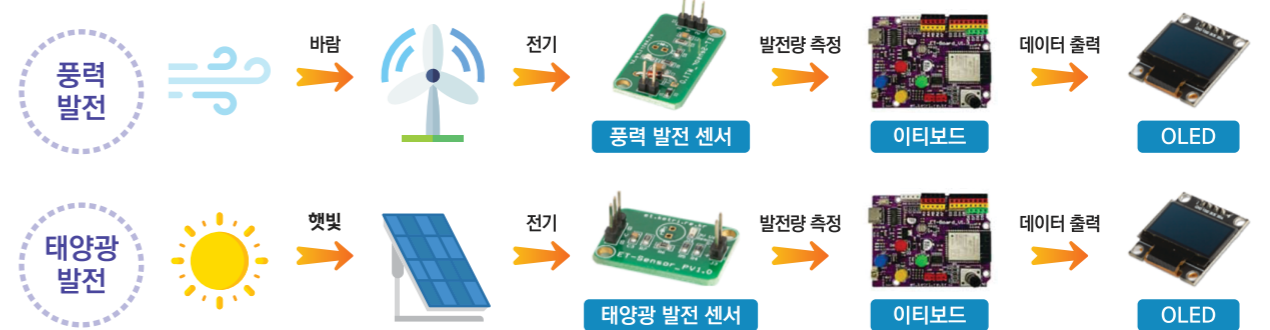 풍력
발전
바람
전기
발전량 측정
데이터 출력
풍력 발전 센서
이티보드
OLED
태양광
발전
햇빛
전기
ET-Sensor_PV1.0
발전량 측정
데이터 출력
태양광 발전 센서
이티보드
OLED